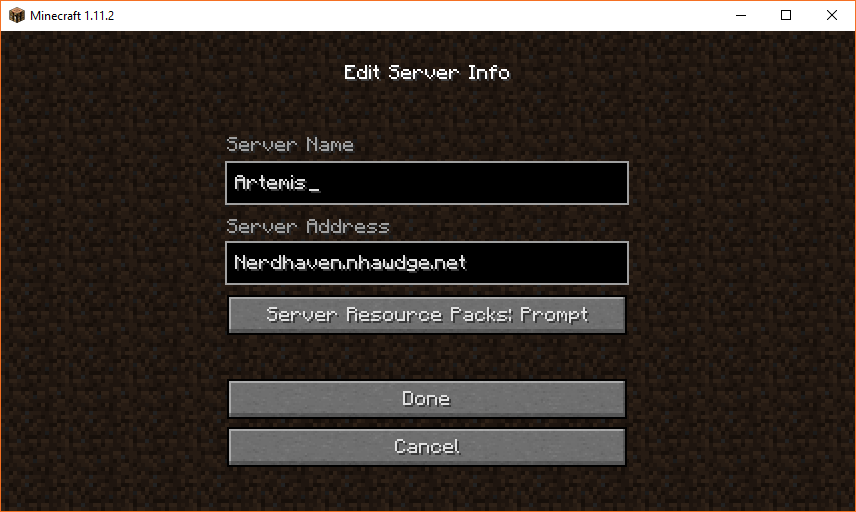 Minecraft 1.11.2
Edit Server Info
Server Name
Artemis_
Server Address
Nerdhaven.nhawdge.net
Server Resource Packs: Prompt
Done
Cancel